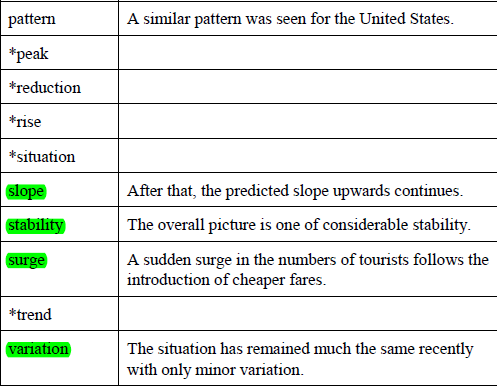 pattern A similar pattern was seen for the United States.
*peak
*reduction
*rise
*situation
slope After that, the predicted slope upwards continues.
stability The overall picture is one of considerable stability.
surge A sudden surge in the numbers of tourists follows the
introduction of cheaper fares.
*trend
variation The situation has remained much the same recently
with only minor variation.